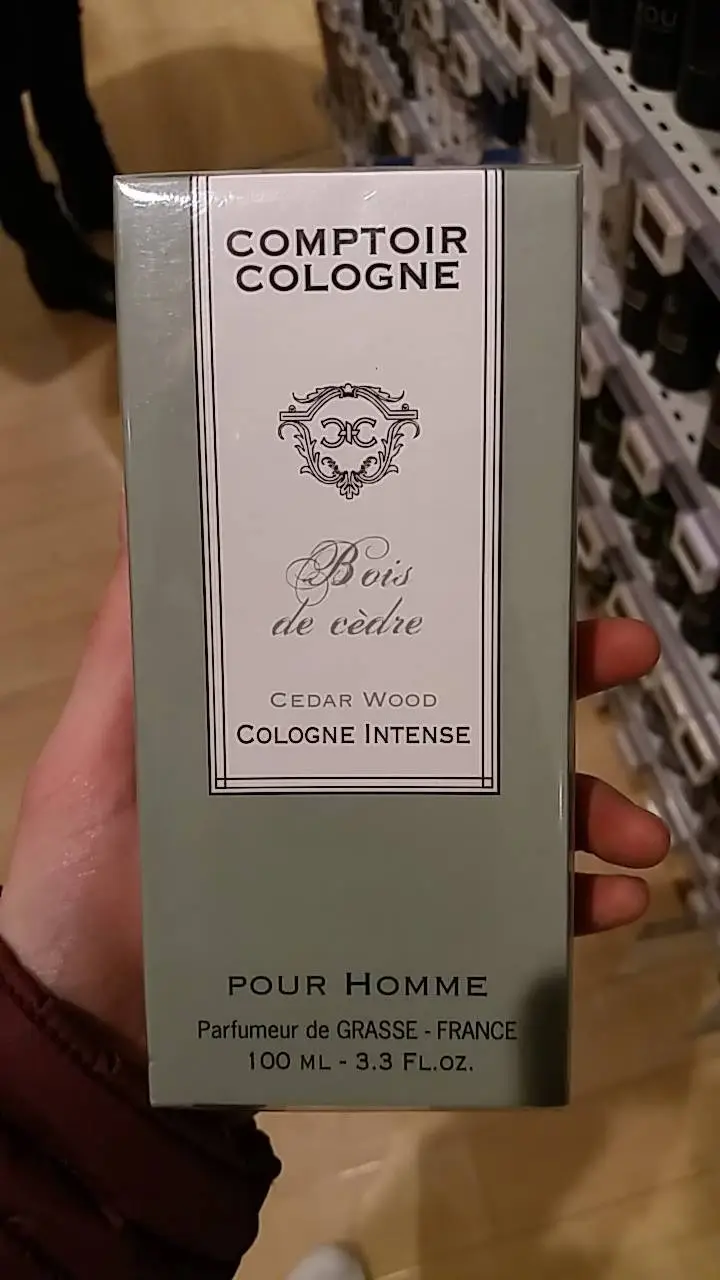 COMPTOIR
COLOGNE
Bois
de cèdre
CEDAR WOOD
COLOGNE INTENSE
POUR HOMME
Parfumeur de GRASSE - FRANCE
100 ML - 3.3 FL.OZ.